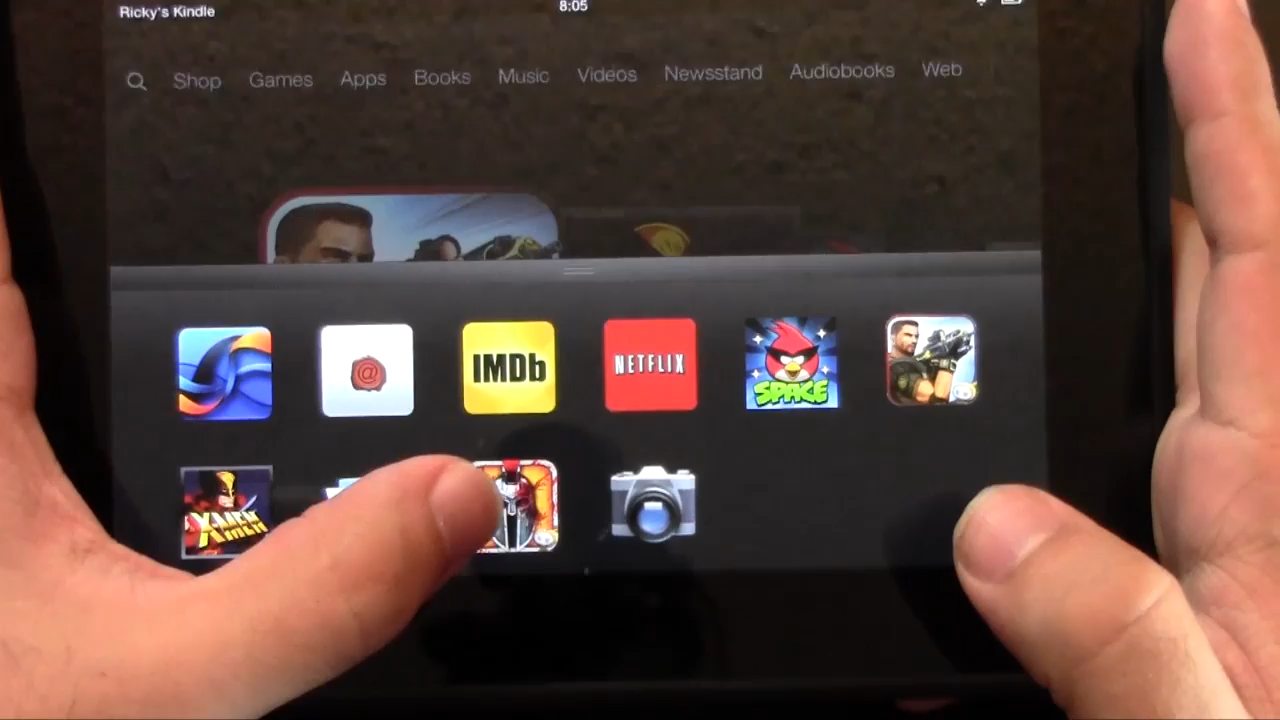 Ricky's Kindle 8:05
Shop Games Apps Books Music Videos Newsstand Audiobooks Web
@ IMDb NETFLIX SPACE
X-MEN